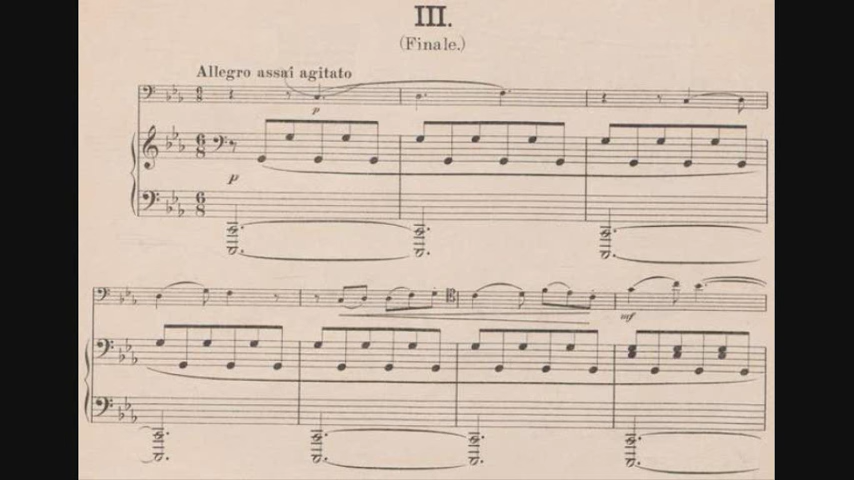 III.
(Finale.)
Allegro assai agitato
p
p
mf